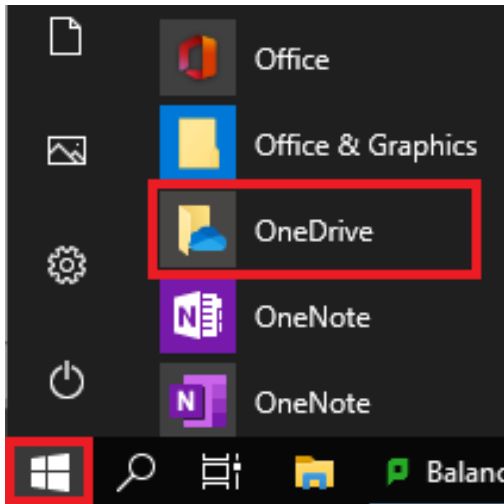 Office
Office & Graphics
OneDrive
N
OneNote
N
OneNote
Balanc